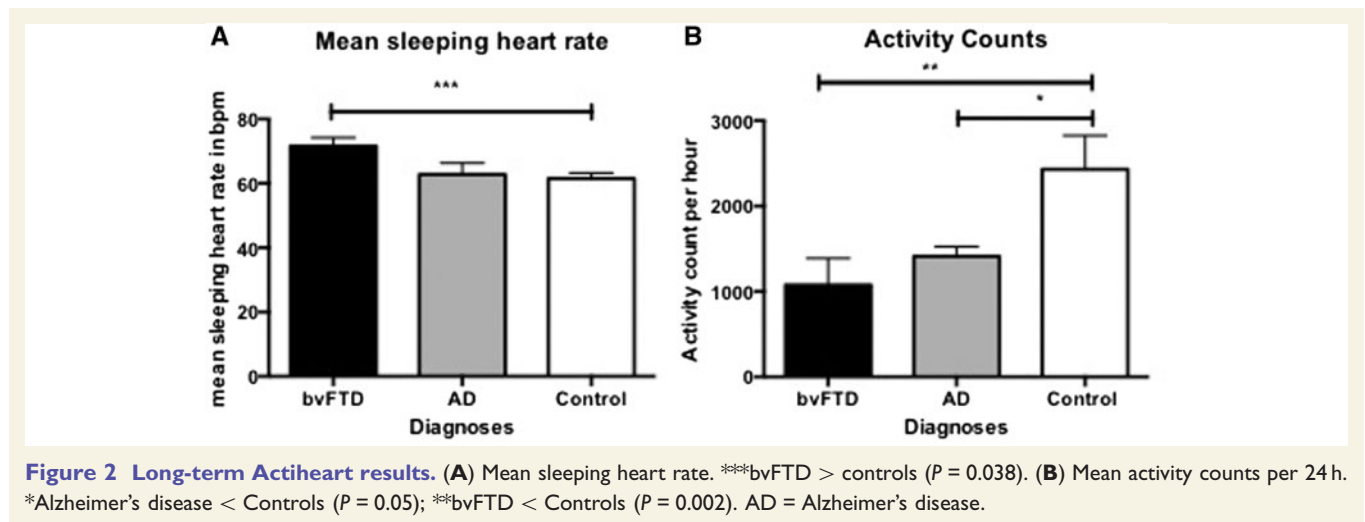 A
Mean sleeping heart rate
***
mean sleeping heart rate in bpm
80
60
40
20
0
bvFTD AD Control
Diagnoses
B
Activity Counts
**
*
Activity count per hour
3000
2000
1000
0
bvFTD AD Control
Diagnoses
Figure 2 Long-term Actiheart results. (A) Mean sleeping heart rate. ***bvFTD > controls (P = 0.038). (B) Mean activity counts per 24 h.
*Alzheimer's disease < Controls (P = 0.05); **bvFTD < Controls (P = 0.002). AD = Alzheimer's disease.